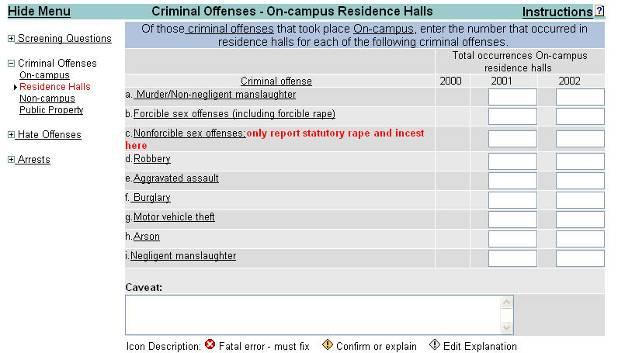 Hide Menu
Criminal Offenses - On-campus Residence Halls
Instructions ?
Screening Questions
Criminal Offenses
On-campus
Residence Halls
Non-campus
Public Property
Hate Offenses
Arrests
Of those criminal offenses that took place On-campus, enter the number that occurred in
residence halls for each of the following criminal offenses.
Total occurrences On-campus
residence halls
Criminal offense 2000 2001 2002
a. Murder/Non-negligent manslaughter
b. Forcible sex offenses (including forcible rape)
c. Nonforcible sex offenses:only report statutory rape and incest
here
d. Robbery
e. Aggravated assault
f. Burglary
g. Motor vehicle theft
h. Arson
i. Negligent manslaughter
Caveat:
Icon Description: Fatal error - must fix Confirm or explain Edit Explanation